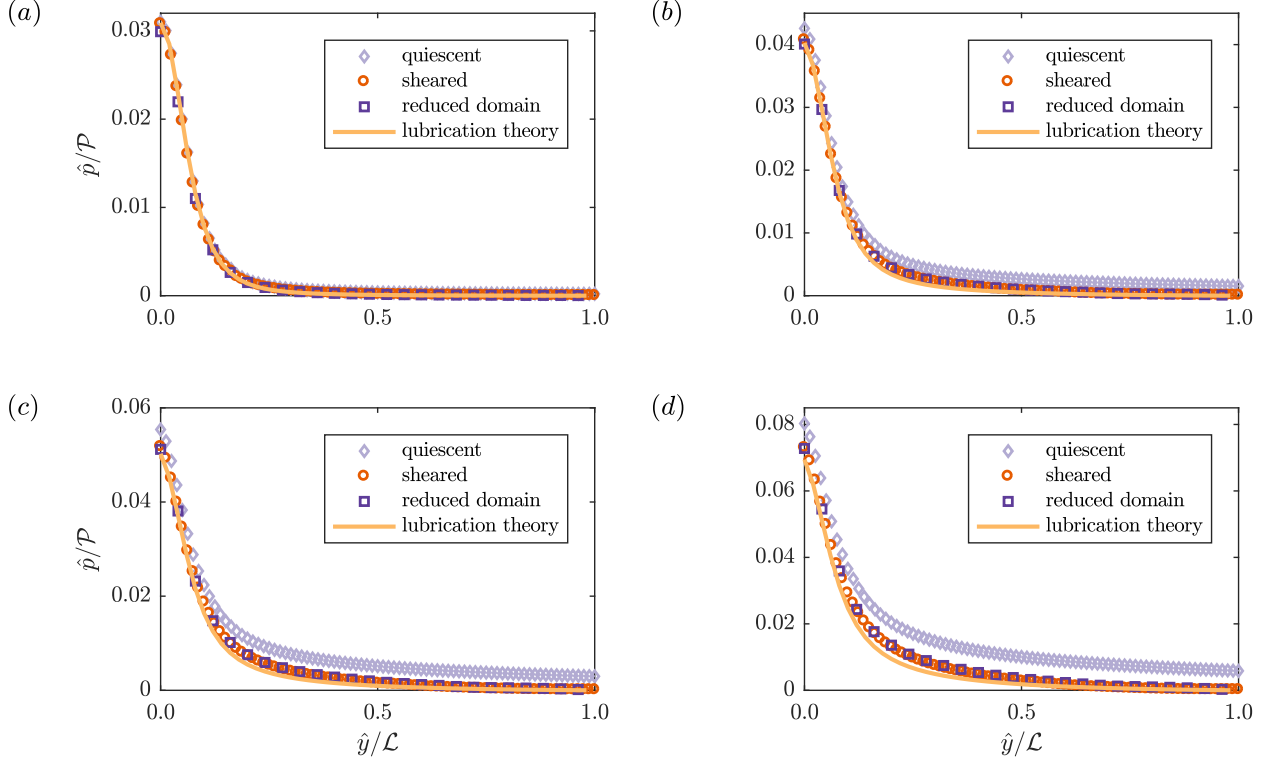 (a)
0.03
0.02
0.01
0
p̂/𝒫
0.0
0.5
1.0
quiescent
sheared
reduced domain
lubrication theory
(b)
0.04
0.03
0.02
0.01
0
0.0
0.5
1.0
quiescent
sheared
reduced domain
lubrication theory
(c)
0.06
0.04
0.02
0
p̂/𝒫
0.0
0.5
1.0
ŷ/ℒ
quiescent
sheared
reduced domain
lubrication theory
(d)
0.08
0.06
0.04
0.02
0
0.0
0.5
1.0
ŷ/ℒ
quiescent
sheared
reduced domain
lubrication theory